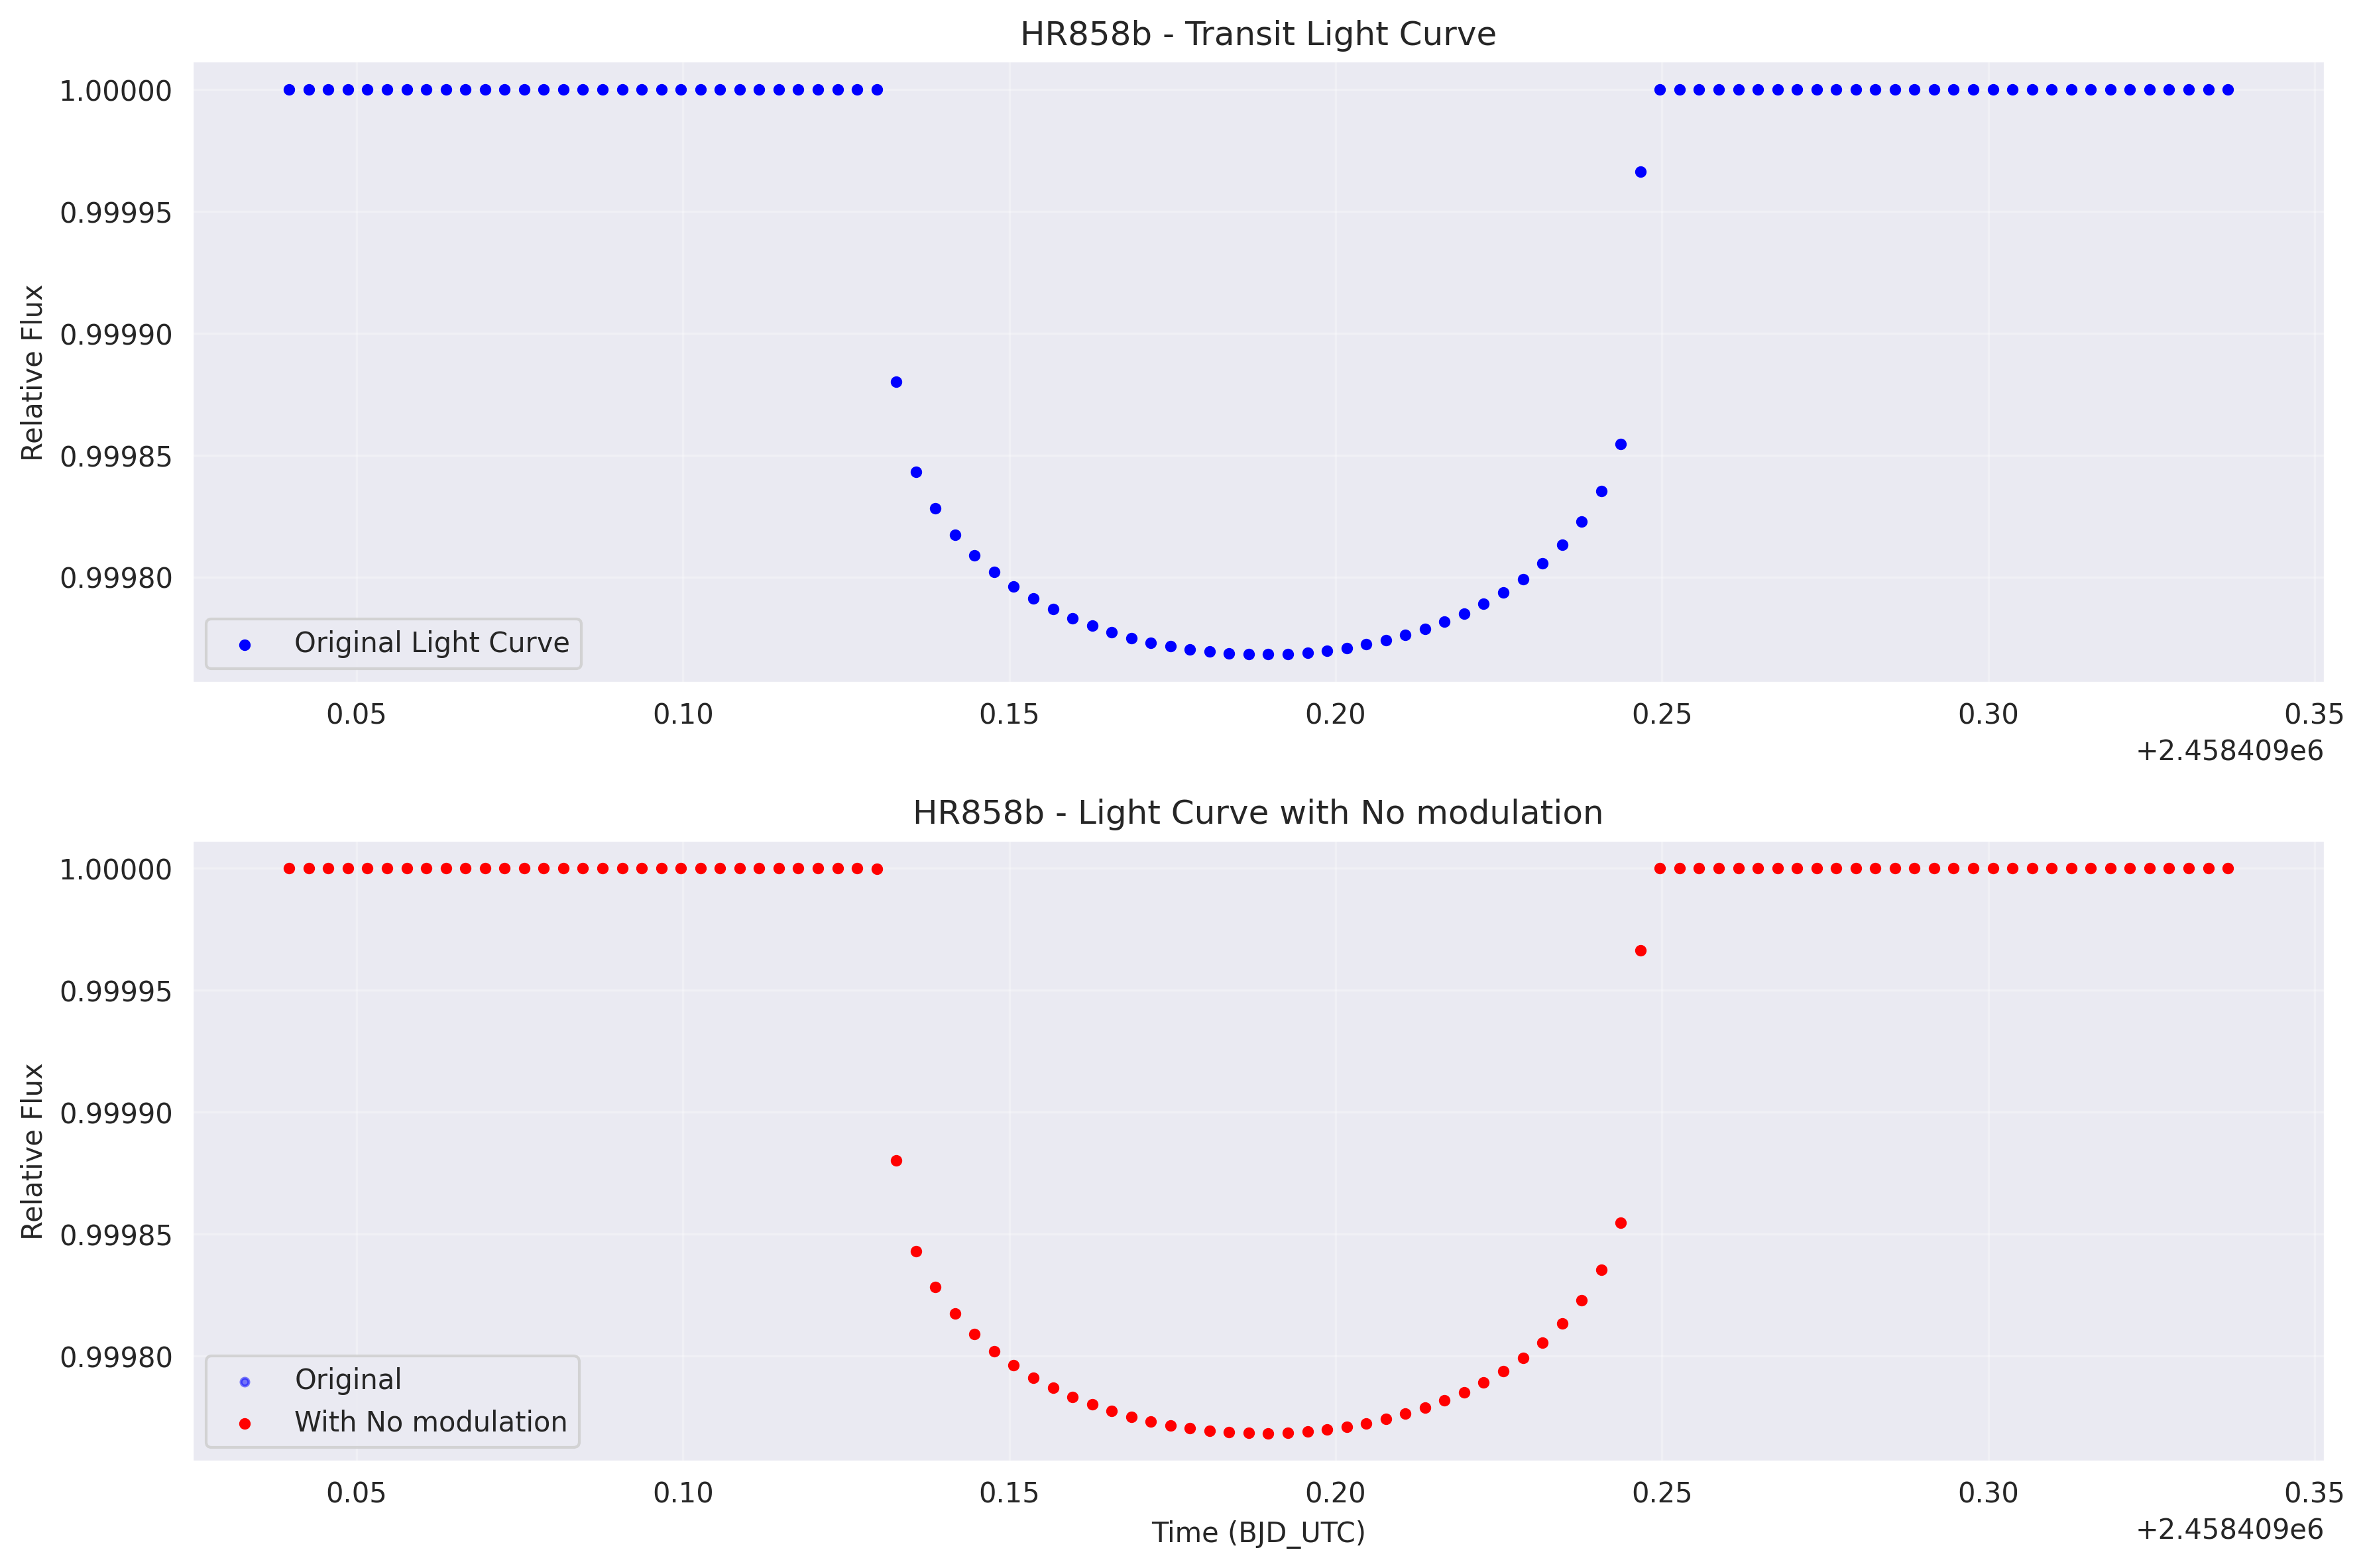 HR858b - Transit Light Curve
Relative Flux
1.00000
0.99995
0.99990
0.99985
0.99980
Original Light Curve
0.05 0.10 0.15 0.20 0.25 0.30 0.35
+2.458409e6
HR858b - Light Curve with No modulation
Relative Flux
1.00000
0.99995
0.99990
0.99985
0.99980
Original
With No modulation
0.05 0.10 0.15 0.20 0.25 0.30 0.35
Time (BJD_UTC)
+2.458409e6